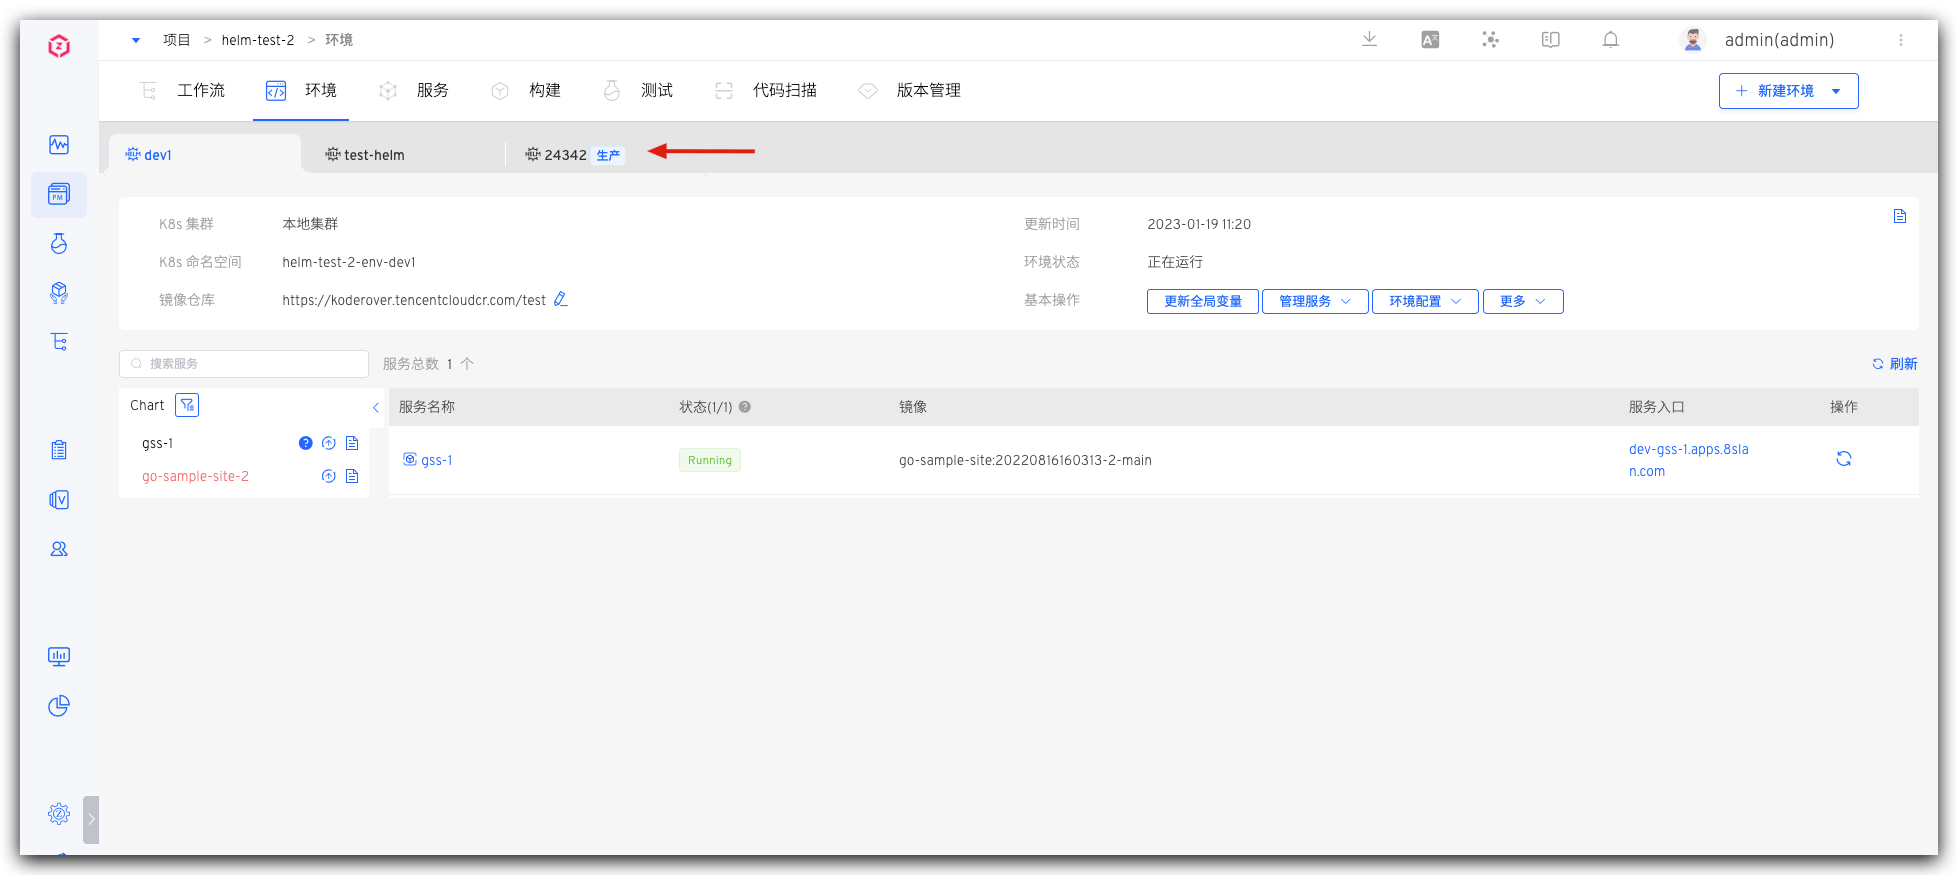 项目 > helm-test-2 > 环境
admin(admin)
工作流 环境 服务 构建 测试 代码扫描 版本管理
+ 新建环境
dev1
test-helm
24342 生产
K8s 集群 本地集群
更新时间 2023-01-19 11:20
K8s 命名空间 helm-test-2-env-dev1
环境状态 正在运行
镜像仓库 https://koderover.tencentcloudcr.com/test
基本操作 更新全局变量 管理服务 环境配置 更多
搜索服务
服务总数 1 个
刷新
Chart
服务名称 状态(1/1) 镜像 服务入口 操作
gss-1
go-sample-site-2
gss-1 Running go-sample-site:20220816160313-2-main
dev-gss-1.apps.8sla
n.com